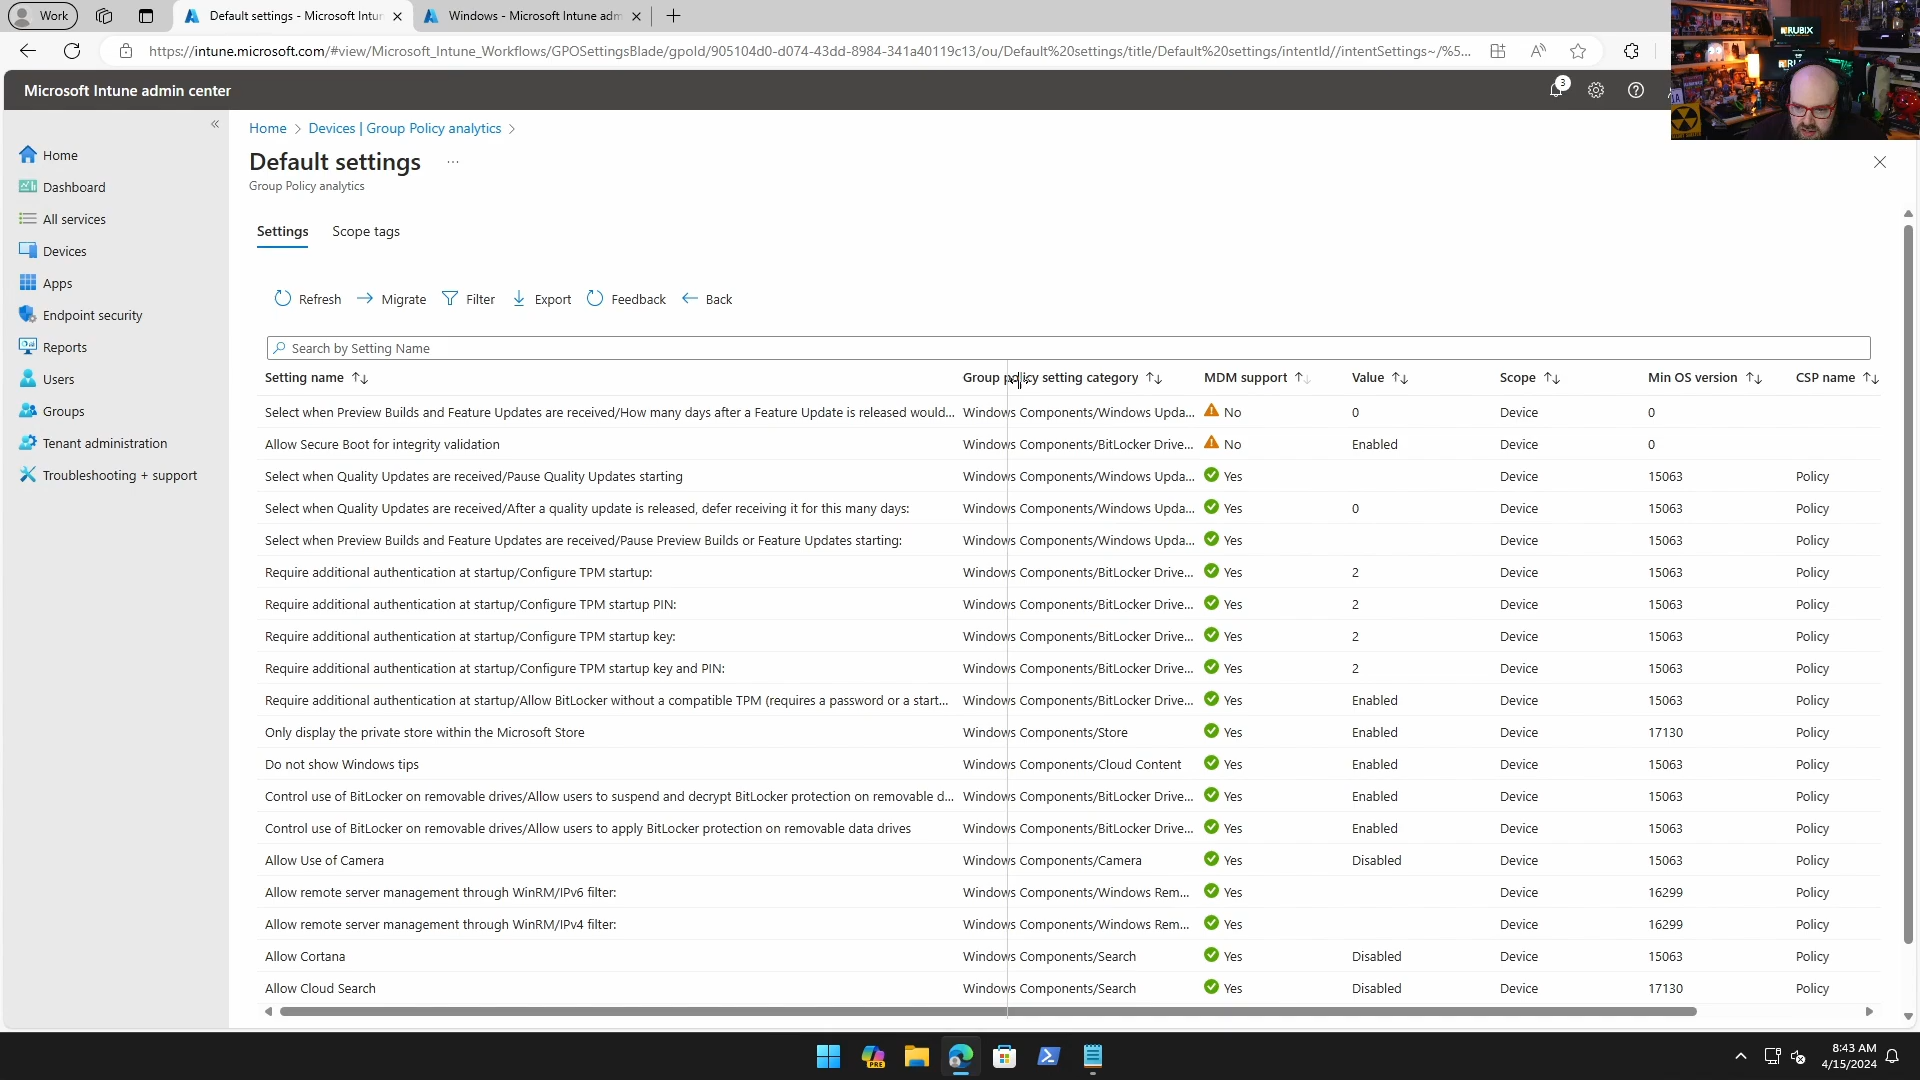 Work
Default settings - Microsoft Intun
Windows - Microsoft Intune adm
https://intune.microsoft.com/#view/Microsoft_Intune_Workflows/GPOSettingsBlade/gpoId/905104d0-d074-43dd-8984-341a40119c13/ou/Default%20settings/title/Default%20settings/intentId//intentSettings~/%5...
RUBIX
Microsoft Intune admin center
3
Home > Devices | Group Policy analytics >
Default settings ...
Group Policy analytics
Home
Dashboard
All services
Devices
Apps
Endpoint security
Reports
Users
Groups
Tenant administration
Troubleshooting + support
Settings Scope tags
Refresh Migrate Filter Export Feedback Back
Search by Setting Name
Setting name Group policy setting category MDM support Value Scope Min OS version CSP name
Select when Preview Builds and Feature Updates are received/How many days after a Feature Update is released would... Windows Components/Windows Upda... No 0 Device 0
Allow Secure Boot for integrity validation Windows Components/BitLocker Drive... No Enabled Device 0
Select when Quality Updates are received/Pause Quality Updates starting Windows Components/Windows Upda... Yes Device 15063 Policy
Select when Quality Updates are received/After a quality update is released, defer receiving it for this many days: Windows Components/Windows Upda... Yes 0 Device 15063 Policy
Select when Preview Builds and Feature Updates are received/Pause Preview Builds or Feature Updates starting: Windows Components/Windows Upda... Yes Device 15063 Policy
Require additional authentication at startup/Configure TPM startup: Windows Components/BitLocker Drive... Yes 2 Device 15063 Policy
Require additional authentication at startup/Configure TPM startup PIN: Windows Components/BitLocker Drive... Yes 2 Device 15063 Policy
Require additional authentication at startup/Configure TPM startup key: Windows Components/BitLocker Drive... Yes 2 Device 15063 Policy
Require additional authentication at startup/Configure TPM startup key and PIN: Windows Components/BitLocker Drive... Yes 2 Device 15063 Policy
Require additional authentication at startup/Allow BitLocker without a compatible TPM (requires a password or a start... Windows Components/BitLocker Drive... Yes Enabled Device 15063 Policy
Only display the private store within the Microsoft Store Windows Components/Store Yes Enabled Device 17130 Policy
Do not show Windows tips Windows Components/Cloud Content Yes Enabled Device 15063 Policy
Control use of BitLocker on removable drives/Allow users to suspend and decrypt BitLocker protection on removable d... Windows Components/BitLocker Drive... Yes Enabled Device 15063 Policy
Control use of BitLocker on removable drives/Allow users to apply BitLocker protection on removable data drives Windows Components/BitLocker Drive... Yes Enabled Device 15063 Policy
Allow Use of Camera Windows Components/Camera Yes Disabled Device 15063 Policy
Allow remote server management through WinRM/IPv6 filter: Windows Components/Windows Rem... Yes Device 16299 Policy
Allow remote server management through WinRM/IPv4 filter: Windows Components/Windows Rem... Yes Device 16299 Policy
Allow Cortana Windows Components/Search Yes Disabled Device 15063 Policy
Allow Cloud Search Windows Components/Search Yes Disabled Device 17130 Policy
PRE
8:43 AM
4/15/2024